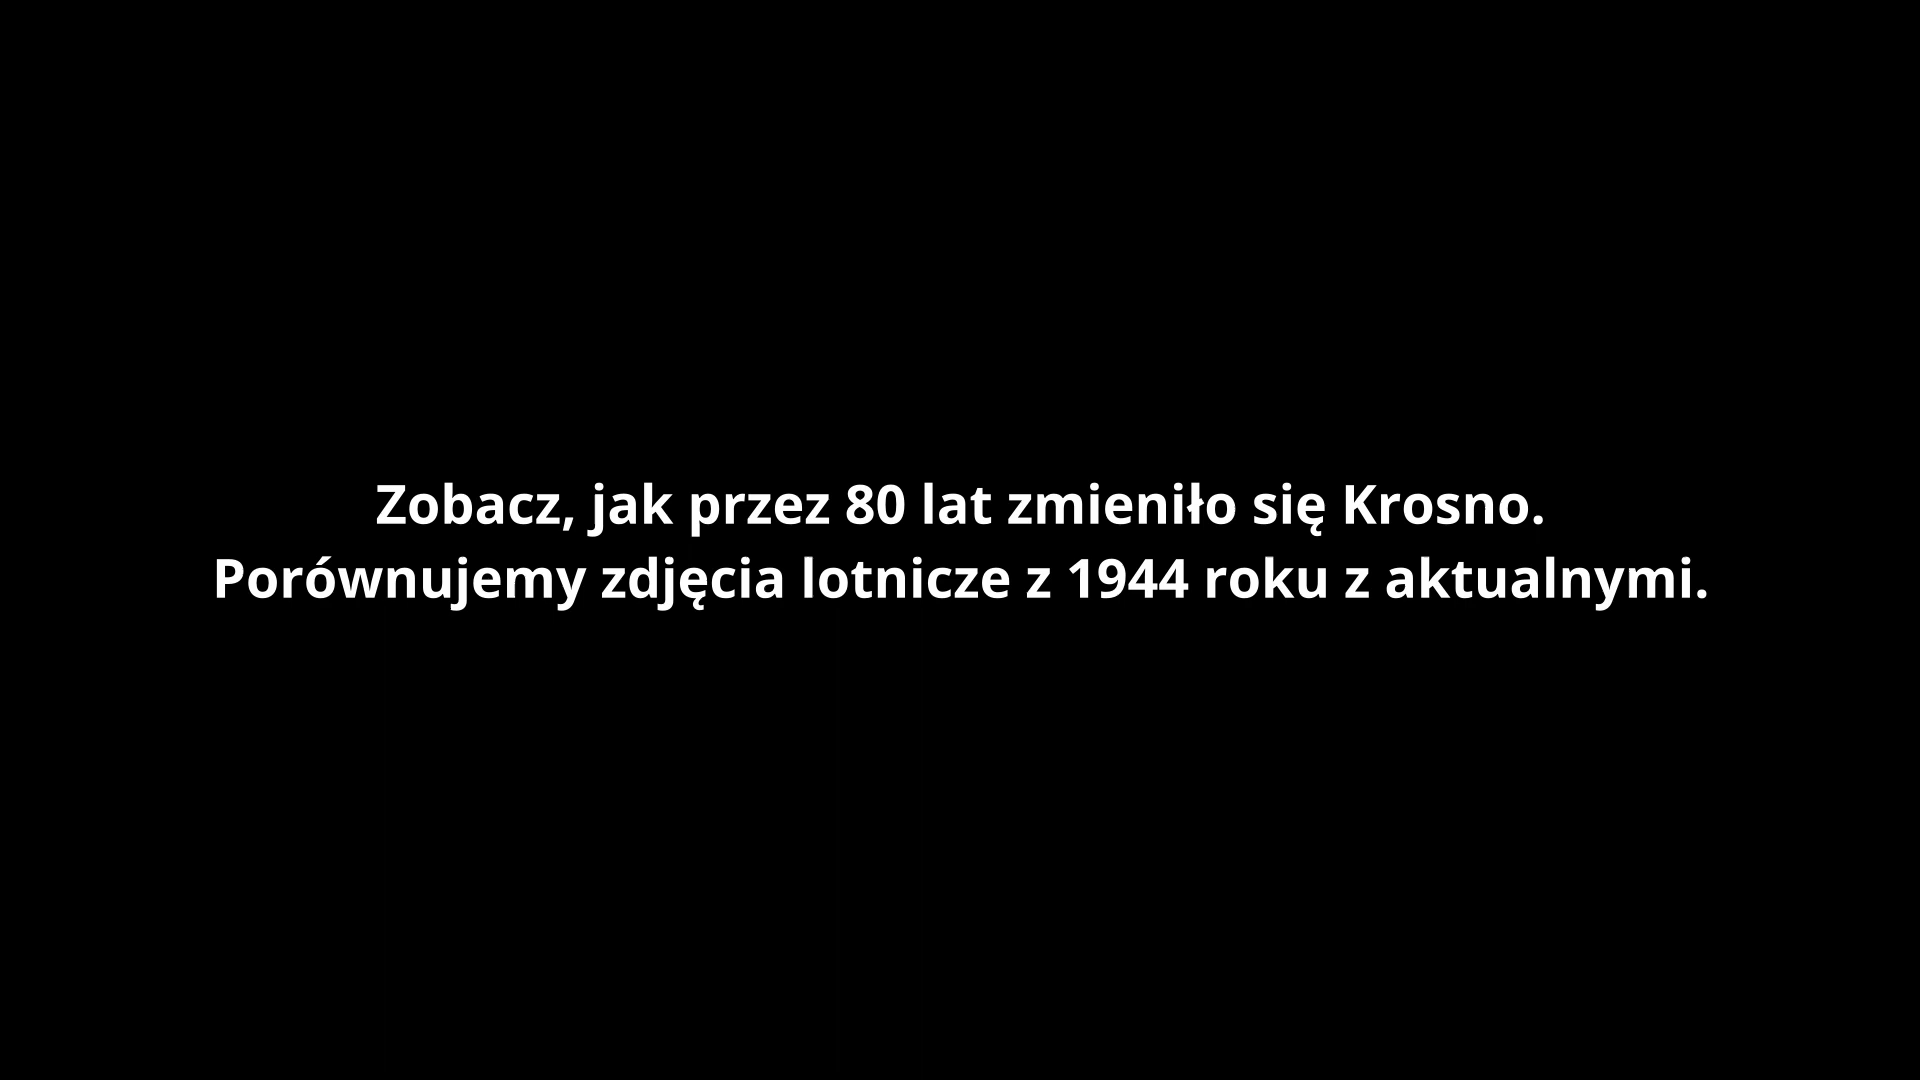 Zobacz, jak przez 80 lat zmieniło się Krosno.
Porównujemy zdjęcia lotnicze z 1944 roku z aktualnymi.